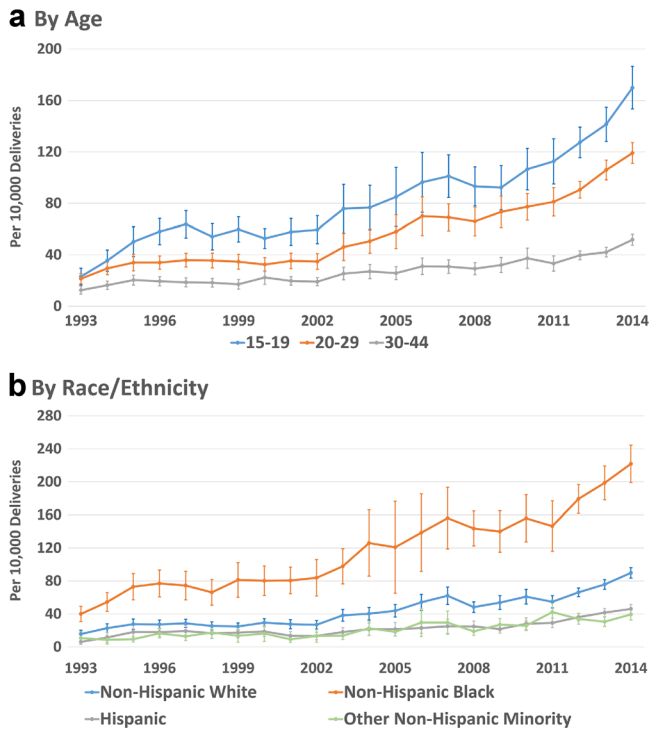 a By Age
200
160
120
80
40
0
Per 10,000 Deliveries
1993 1996 1999 2002 2005 2008 2011 2014
15-19 20-29 30-44
b By Race/Ethnicity
280
240
200
160
120
80
40
0
Per 10,000 Deliveries
1993 1996 1999 2002 2005 2008 2011 2014
Non-Hispanic White Non-Hispanic Black
Hispanic Other Non-Hispanic Minority